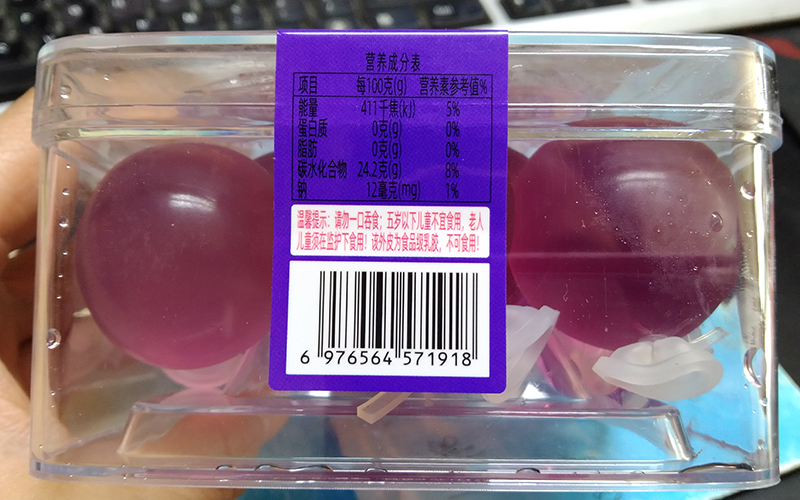 营养成分表
项目 每100克(g) 营养素参考值%
能量 411千焦(kJ) 5%
蛋白质 0克(g) 0%
脂肪 0克(g) 0%
碳水化合物 24.2克(g) 8%
钠 12毫克(mg) 1%
温馨提示：请勿一口吞食；五岁以下儿童不宜食用，老人
儿童须在监护下食用！该外皮为食品级乳胶，不可食用！
6 976564 571918